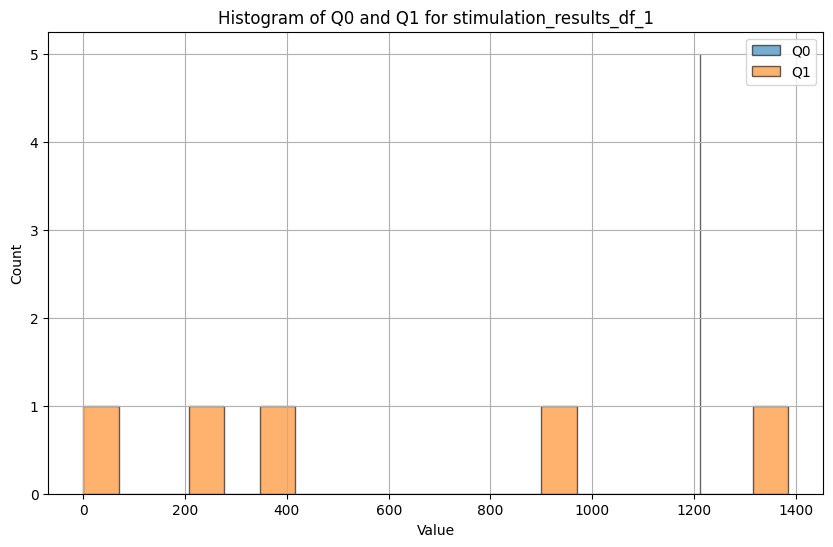 Histogram of Q0 and Q1 for stimulation_results_df_1
Q0
Q1
Count
5
4
3
2
1
0
0 200 400 600 800 1000 1200 1400
Value